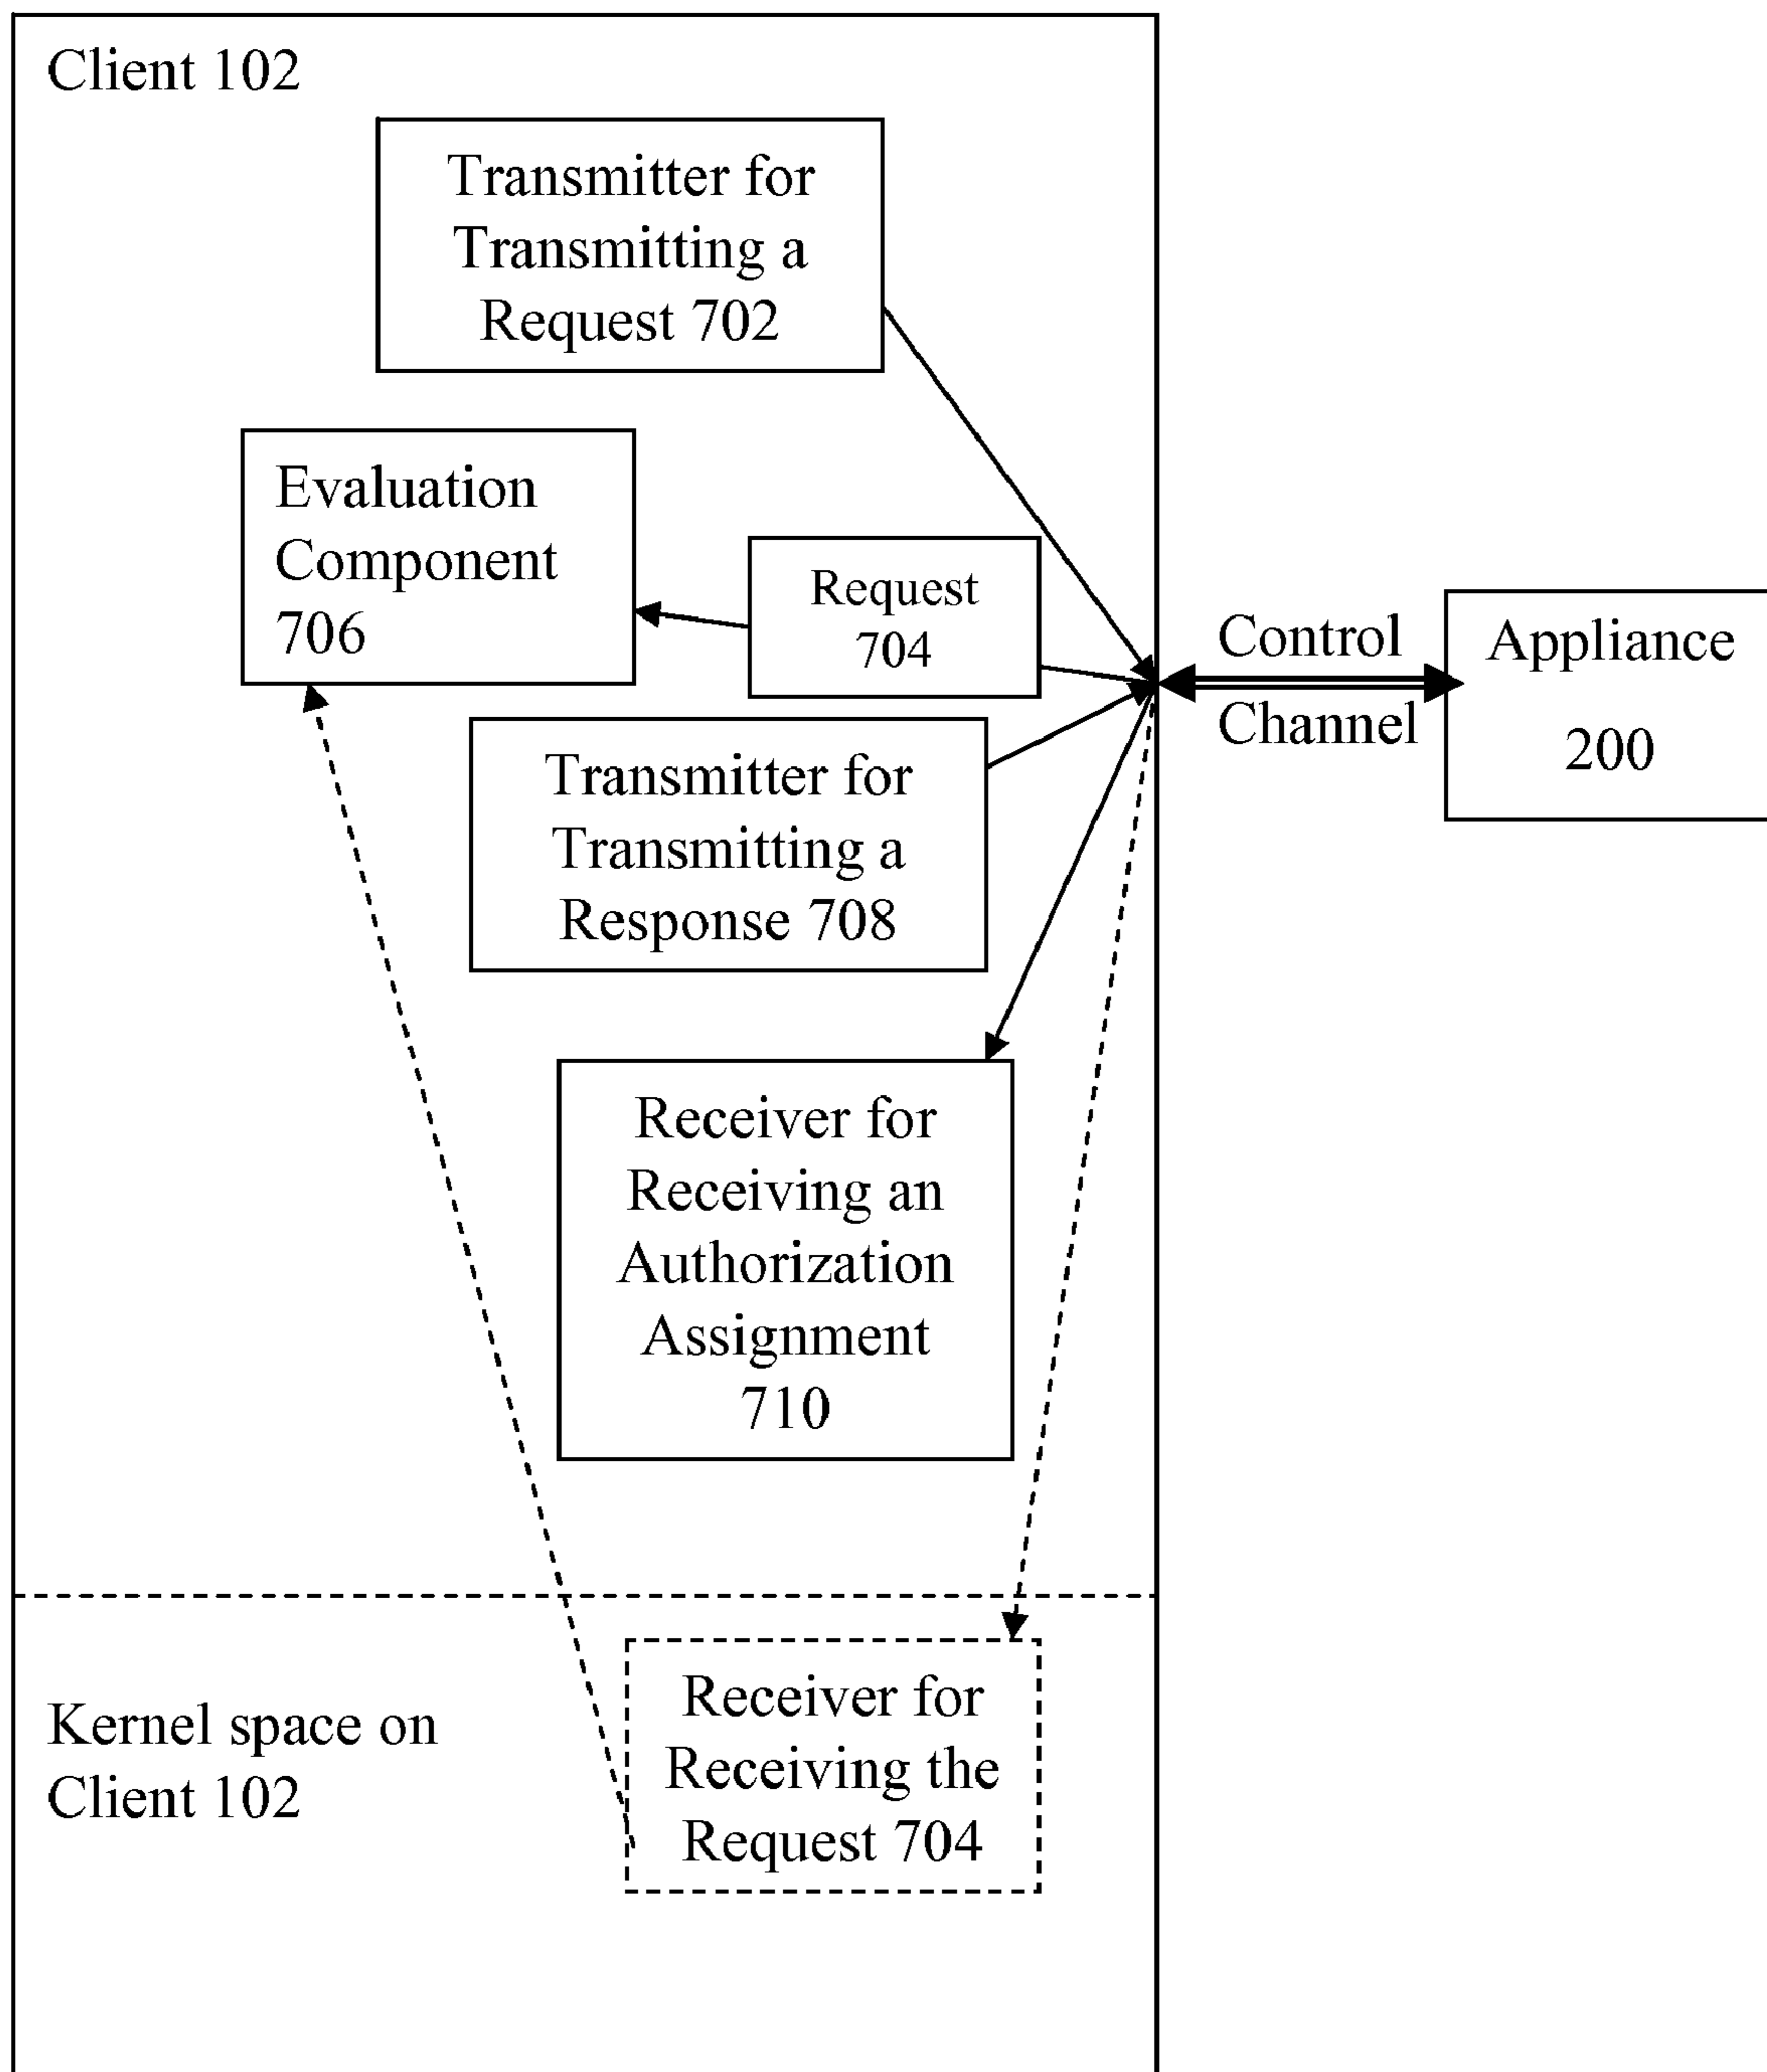 Client 102
Transmitter for
Transmitting a
Request 702
Evaluation
Component
706
Request
704
Control
Channel
Appliance
200
Transmitter for
Transmitting a
Response 708
Receiver for
Receiving an
Authorization
Assignment
710
Kernel space on
Client 102
Receiver for
Receiving the
Request 704